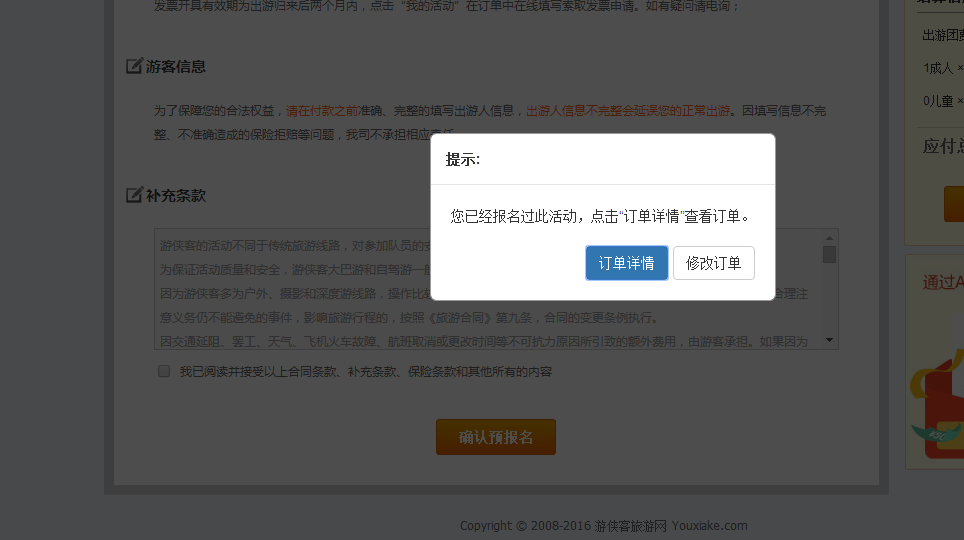 发票开具有效期为出游归来后两个月内，点击“我的活动”在订单中在线填写索取发票申请。如有疑问请电询；
游客信息
为了保障您的合法权益，请在付款之前准确、完整的填写出游人信息，出游人信息不完整会延误您的正常出游。因填写信息不完
整、不准确造成的保险拒赔等问题，我司不承担相应
补充条款
游侠客的活动不同于传统旅游线路，对参加队员的
为保证活动质量和安全，游侠客大巴游和自驾游一
因为游侠客多为户外、摄影和深度游线路，操作比
合理注
意义务仍不能避免的事件，影响旅游行程的，按照《旅游合同》第九条，合同的变更条例执行。
因交通延阻、罢工、天气、飞机火车故障、航班取消或更改时间等不可抗力原因所引致的额外费用，由游客承担。如果因为
我已阅读并接受以上合同条款、补充条款、保险条款和其他所有的内容
确认预报名
提示:
您已经报名过此活动，点击“订单详情”查看订单。
订单详情
修改订单
出游团费
1成人 ×
0儿童 ×
应付总
通过A
Copyright © 2008-2016 游侠客旅游网 Youxiake.com